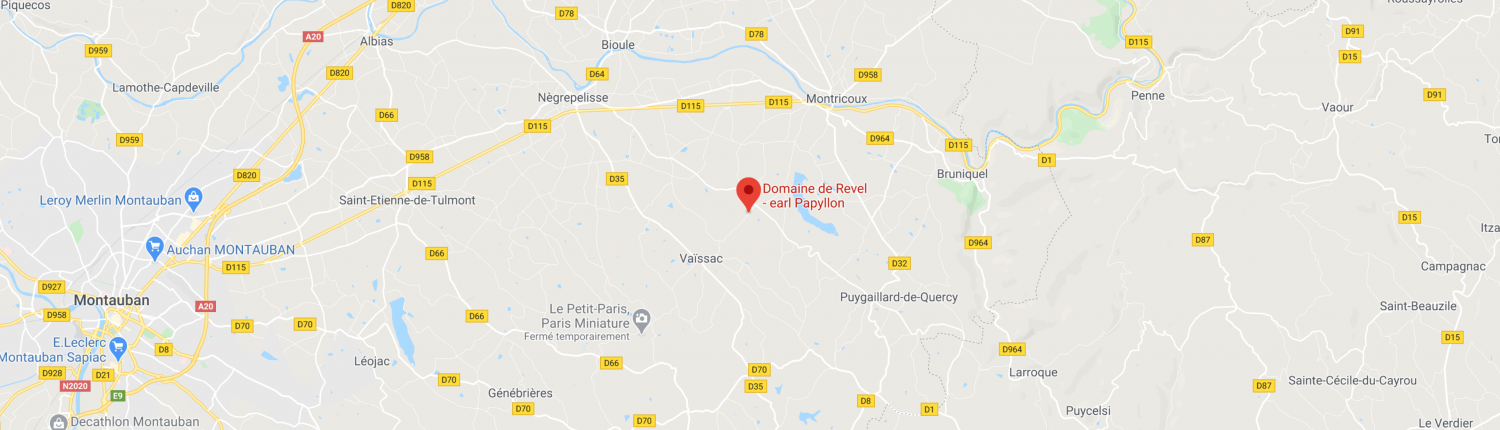 Piquecos
D820
D78
Roussayrolles
A20
Albias
D78
D91
D959
Bioule
D115
D15
D820
D64
D958
Lamothe-Capdeville
Nègrepelisse
D115
D115
Montricoux
Penne
Vaour
D91
D66
D959
D115
D964
D115
D958
D1
D820
D115
D35
Bruniquel
Leroy Merlin Montauban
Saint-Etienne-de-Tulmont
Domaine de Revel
- earl Papyllon
D15
D87
D964
Auchan MONTAUBAN
D66
Vaïssac
D32
D115
Campagnac
D927
Montauban
A20
Puygaillard-de-Quercy
Saint-Beauzile
Le Petit-Paris,
Paris Miniature
Fermé temporairement
D958
D70
D70
D66
E.Leclerc
Montauban Sapiac
D8
Léojac
D66
D964
D15
D928
D21
D70
D70
D35
Larroque
D87
Sainte-Cécile-du-Cayrou
N2020
E9
Génébrières
D70
D8
D1
Puycelsi
Decathlon Montauban
D70
Le Verdier